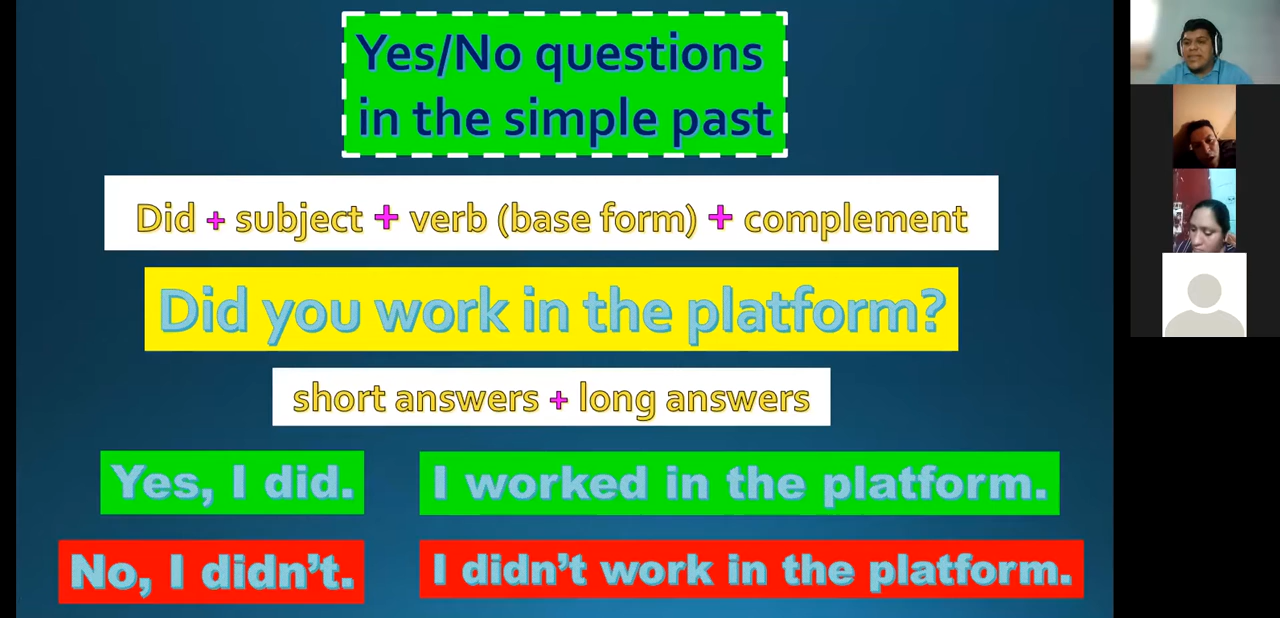 Yes/No questions
in the simple past
Did + subject + verb (base form) + complement
Did you work in the platform?
short answers + long answers
Yes, I did.
I worked in the platform.
No, I didn’t.
I didn’t work in the platform.